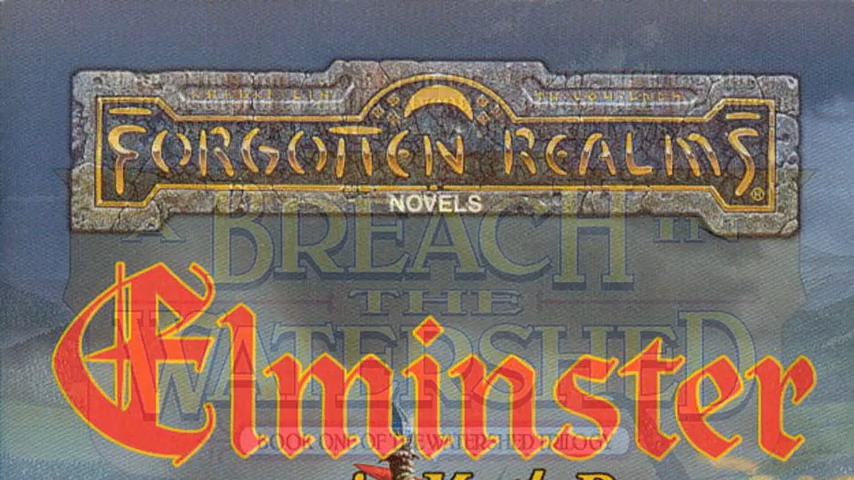 FORGOTTEN REALMS®
NOVELS
A BREACH IN
THE
WATERSHED
Elminster
BOOK ONE OF THE WATERSHED TRILOGY